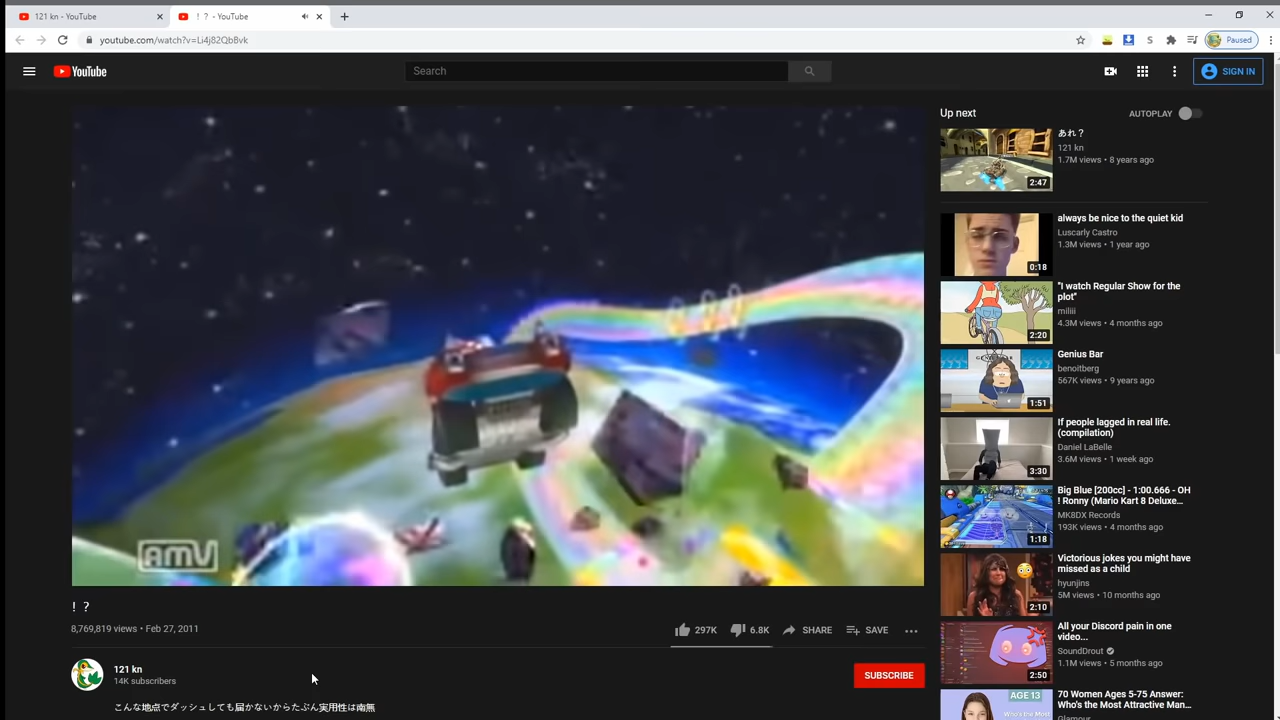 121 kn - YouTube
！？ - YouTube
youtube.com/watch?v=Li4j82QbBvk
S
Paused
YouTube
Search
SIGN IN
AMV
！？
8,769,819 views • Feb 27, 2011
297K
6.8K
SHARE
SAVE
121 kn
14K subscribers
SUBSCRIBE
こんな地点でダッシュしても届かないからたぶん実用性は南無
Up next
AUTOPLAY
あれ？
121 kn
1.7M views • 8 years ago
2:47
always be nice to the quiet kid
Luscarly Castro
1.3M views • 1 year ago
0:18
"I watch Regular Show for the
plot"
miliii
4.3M views • 4 months ago
2:20
Genius Bar
benoitberg
567K views • 9 years ago
1:51
If people lagged in real life.
(compilation)
Daniel LaBelle
3.6M views • 1 week ago
3:30
Big Blue [200cc] - 1:00.666 - OH
! Ronny (Mario Kart 8 Deluxe...
MK8DX Records
193K views • 4 months ago
1:18
Victorious jokes you might have
missed as a child
hyunjins
5M views • 10 months ago
2:10
All your Discord pain in one
video...
SoundDrout
1.1M views • 5 months ago
2:50
70 Women Ages 5-75 Answer:
Who's the Most Attractive Man...
Glamour
AGE 13
Who's the Most